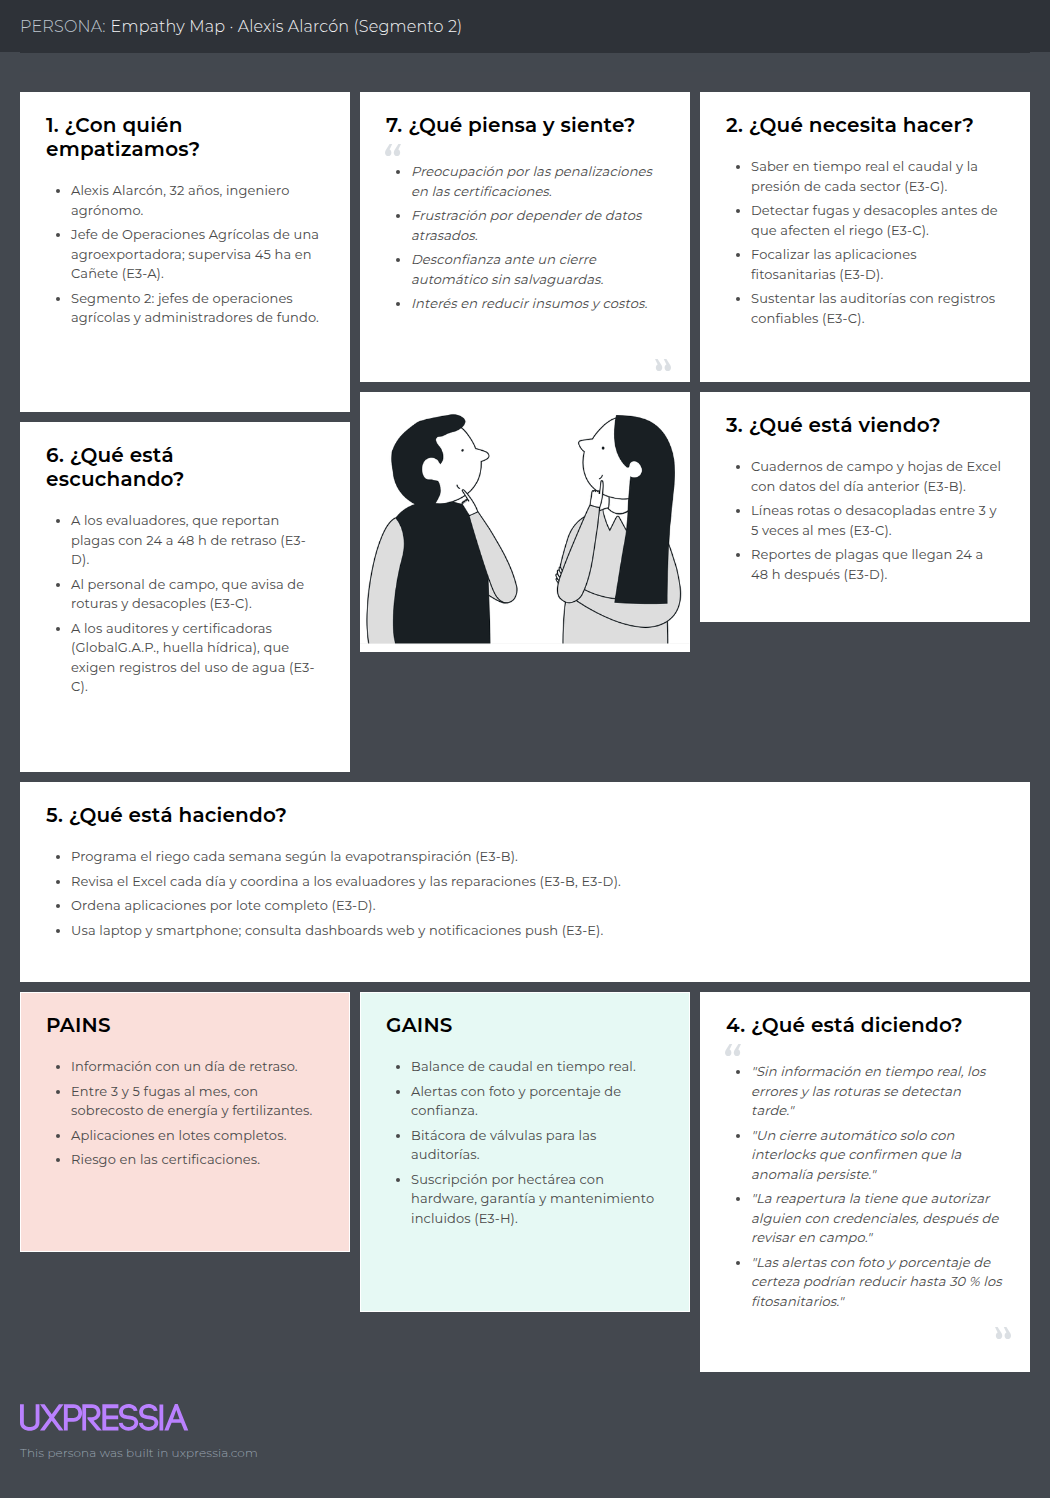 PERSONA: Empathy Map · Alexis Alarcón (Segmento 2)
1. ¿Con quién
empatizamos?
Alexis Alarcón, 32 años, ingeniero
agrónomo.
Jefe de Operaciones Agrícolas de una
agroexportadora; supervisa 45 ha en
Cañete (E3-A).
Segmento 2: jefes de operaciones
agrícolas y administradores de fundo.
7. ¿Qué piensa y siente?
“
Preocupación por las penalizaciones
en las certificaciones.
Frustración por depender de datos
atrasados.
Desconfianza ante un cierre
automático sin salvaguardas.
Interés en reducir insumos y costos.
”
2. ¿Qué necesita hacer?
Saber en tiempo real el caudal y la
presión de cada sector (E3-G).
Detectar fugas y desacoples antes de
que afecten el riego (E3-C).
Focalizar las aplicaciones
fitosanitarias (E3-D).
Sustentar las auditorías con registros
confiables (E3-C).
6. ¿Qué está
escuchando?
A los evaluadores, que reportan
plagas con 24 a 48 h de retraso (E3-
D).
Al personal de campo, que avisa de
roturas y desacoples (E3-C).
A los auditores y certificadoras
(GlobalG.A.P., huella hídrica), que
exigen registros del uso de agua (E3-
C).
3. ¿Qué está viendo?
Cuadernos de campo y hojas de Excel
con datos del día anterior (E3-B).
Líneas rotas o desacopladas entre 3 y
5 veces al mes (E3-C).
Reportes de plagas que llegan 24 a
48 h después (E3-D).
5. ¿Qué está haciendo?
Programa el riego cada semana según la evapotranspiración (E3-B).
Revisa el Excel cada día y coordina a los evaluadores y las reparaciones (E3-B, E3-D).
Ordena aplicaciones por lote completo (E3-D).
Usa laptop y smartphone; consulta dashboards web y notificaciones push (E3-E).
PAINS
Información con un día de retraso.
Entre 3 y 5 fugas al mes, con
sobrecosto de energía y fertilizantes.
Aplicaciones en lotes completos.
Riesgo en las certificaciones.
GAINS
Balance de caudal en tiempo real.
Alertas con foto y porcentaje de
confianza.
Bitácora de válvulas para las
auditorías.
Suscripción por hectárea con
hardware, garantía y mantenimiento
incluidos (E3-H).
4. ¿Qué está diciendo?
“
"Sin información en tiempo real, los
errores y las roturas se detectan
tarde."
"Un cierre automático solo con
interlocks que confirmen que la
anomalía persiste."
"La reapertura la tiene que autorizar
alguien con credenciales, después de
revisar en campo."
"Las alertas con foto y porcentaje de
certeza podrían reducir hasta 30 % los
fitosanitarios."
”
UXPRESSIA
This persona was built in uxpressia.com